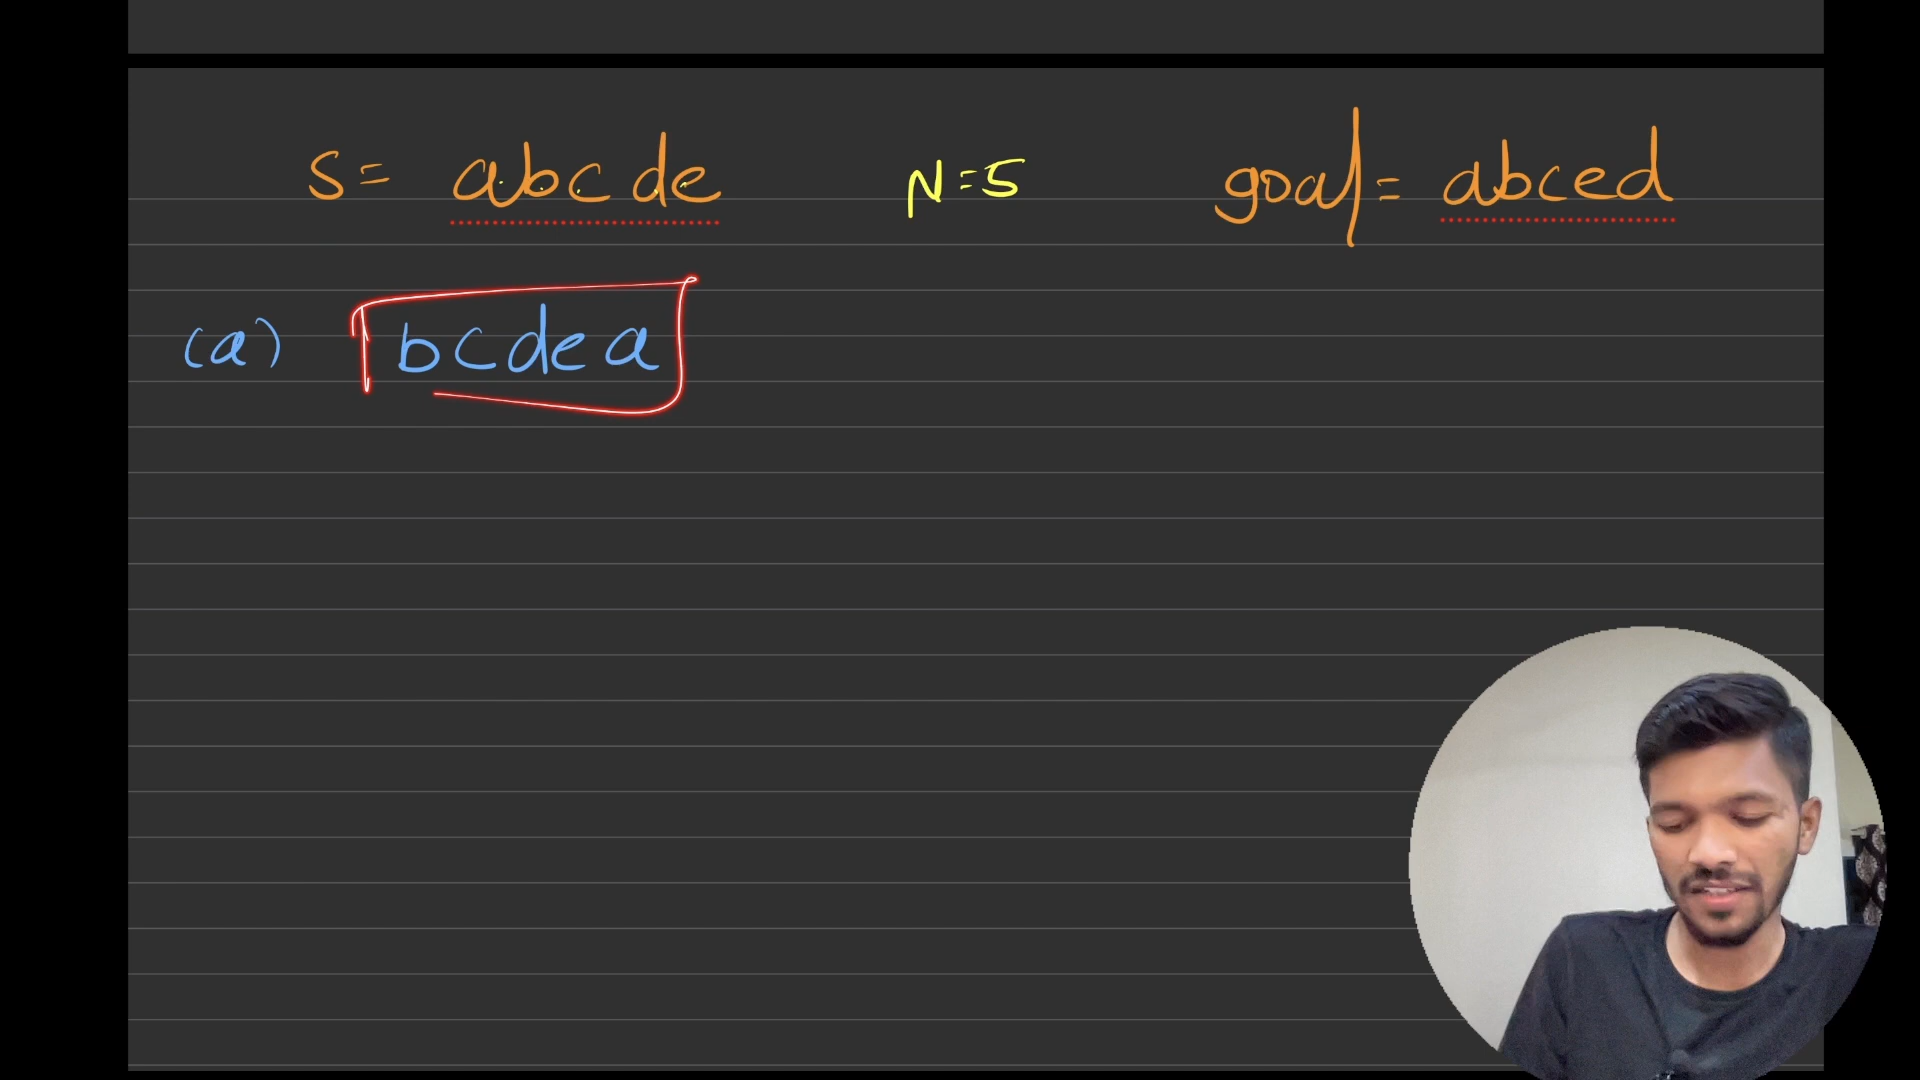 S = abcde N=5 goal = abced
(a) bcdea